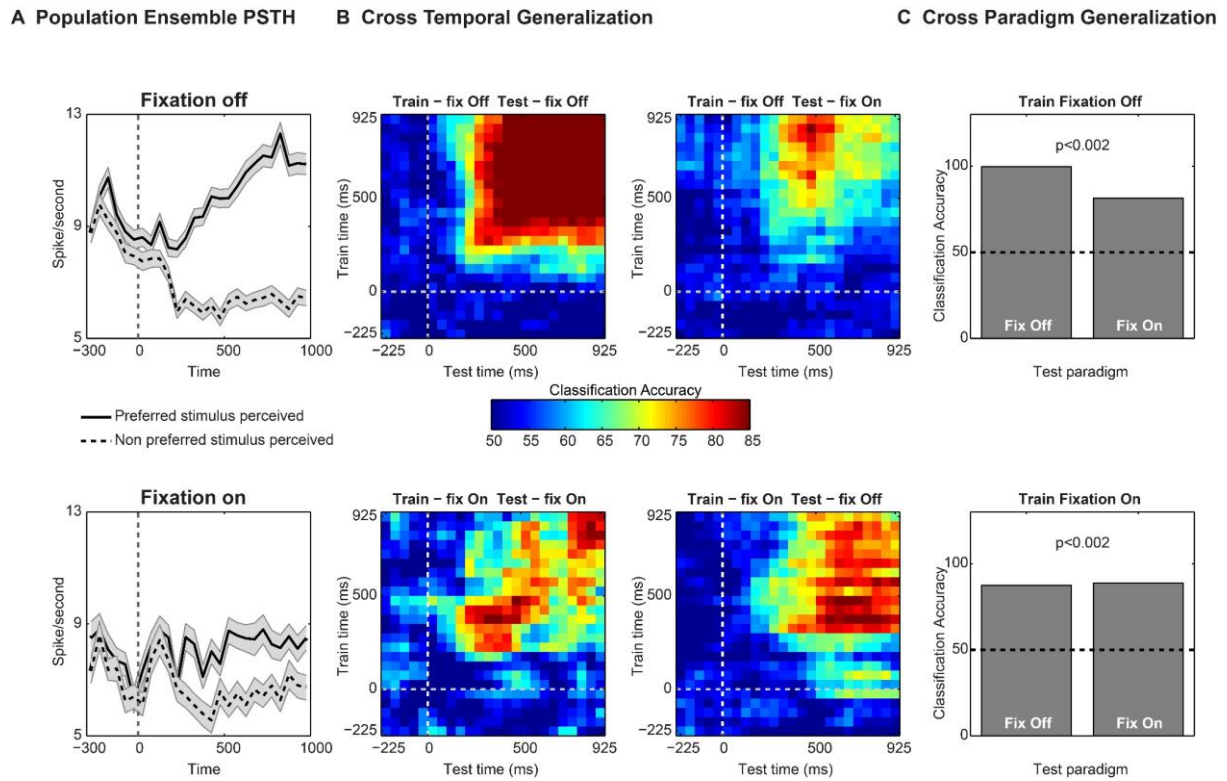 A Population Ensemble PSTH
B Cross Temporal Generalization
C Cross Paradigm Generalization
Fixation off
13
9
5
Spike/second
−300 0 500 1000
Time
Train − fix Off Test − fix Off
925
500
0
−225
Train time (ms)
−225 0 500 925
Test time (ms)
Train − fix Off Test − fix On
925
500
0
−225
Train time (ms)
−225 0 500 925
Test time (ms)
Train Fixation Off
p<0.002
100
50
0
Classification Accuracy
Fix Off Fix On
Test paradigm
Preferred stimulus perceived
Non preferred stimulus perceived
Classification Accuracy
50 55 60 65 70 75 80 85
Fixation on
13
9
5
Spike/second
−300 0 500 1000
Time
Train − fix On Test − fix On
925
500
0
−225
Train time (ms)
−225 0 500 925
Test time (ms)
Train − fix On Test − fix Off
925
500
0
−225
Train time (ms)
−225 0 500 925
Test time (ms)
Train Fixation On
p<0.002
100
50
0
Classification Accuracy
Fix Off Fix On
Test paradigm